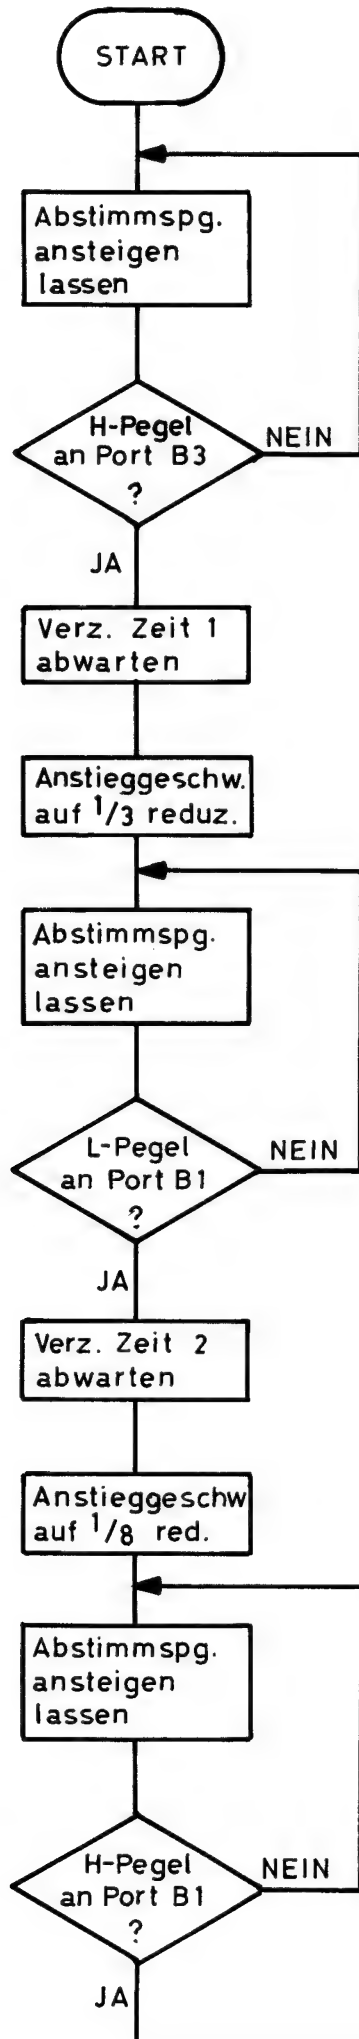 START
Abstimmspg.
ansteigen
lassen
H-Pegel
an Port B3
?
NEIN
JA
Verz. Zeit 1
abwarten
Anstieggeschw.
auf 1/3 reduz.
Abstimmspg.
ansteigen
lassen
L-Pegel
an Port B1
?
NEIN
JA
Verz. Zeit 2
abwarten
Anstieggeschw
auf 1/8 red.
Abstimmspg.
ansteigen
lassen
H-Pegel
an Port B1
?
NEIN
JA